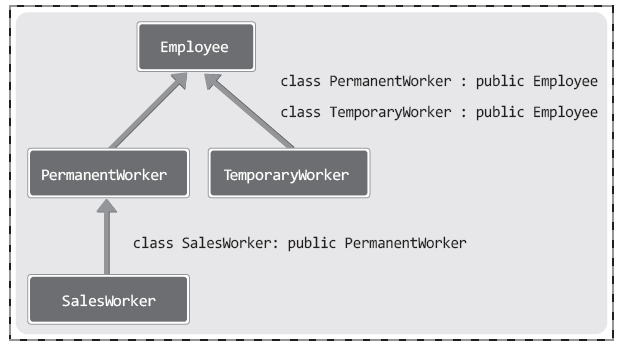 Employee
class PermanentWorker : public Employee
class TemporaryWorker : public Employee
PermanentWorker
TemporaryWorker
class SalesWorker: public PermanentWorker
SalesWorker